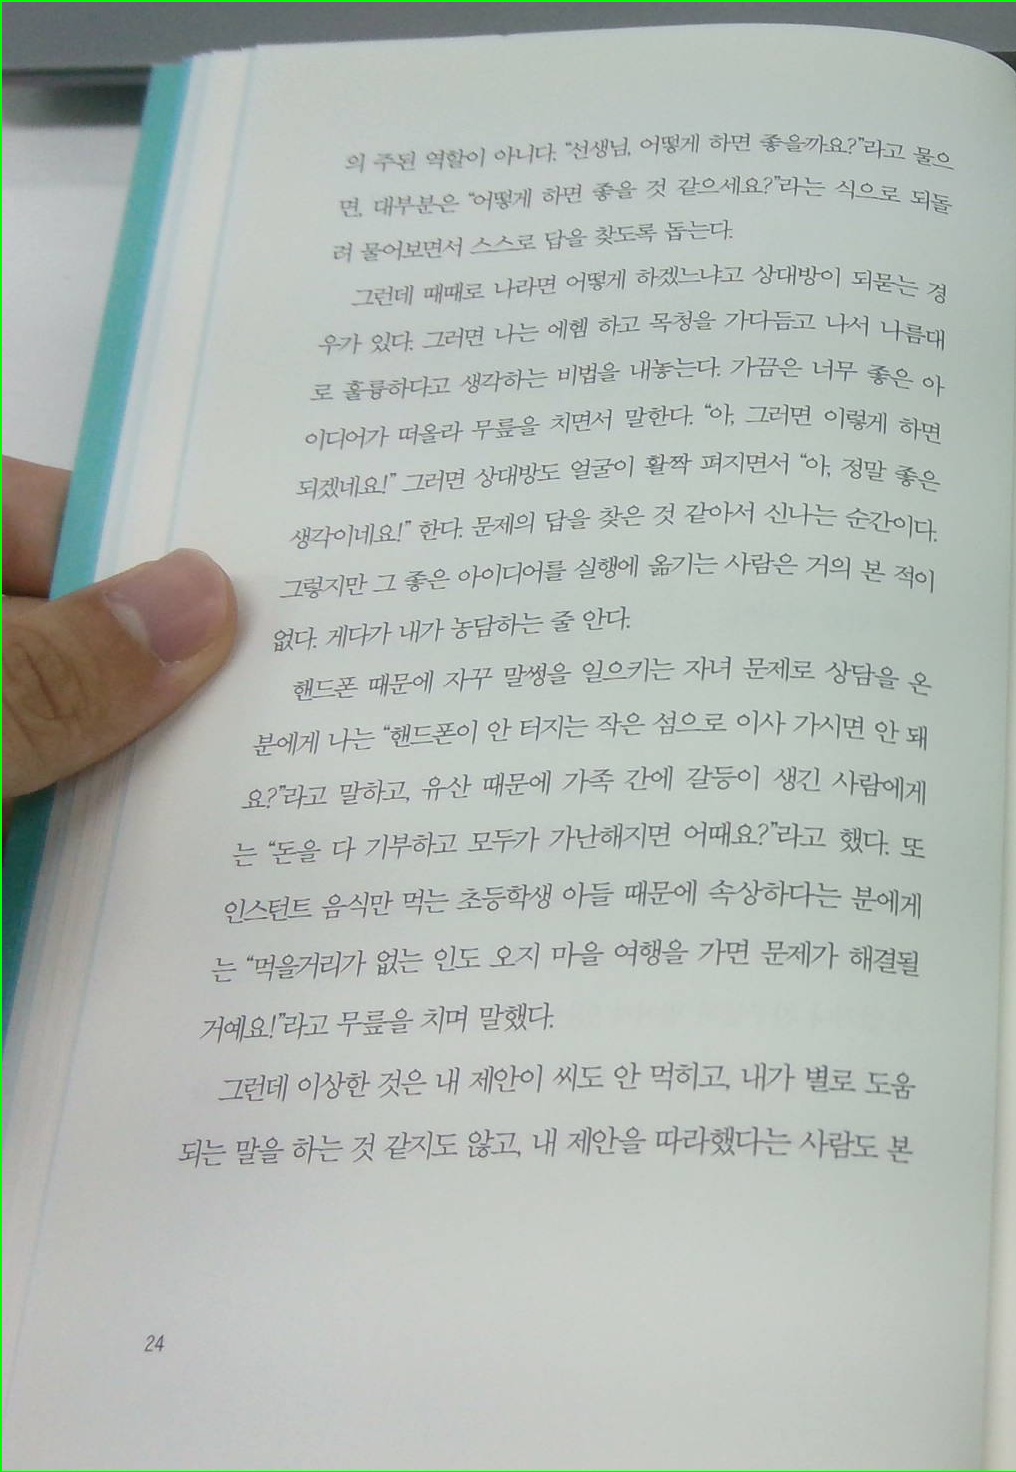 의 주된 역할이 아니다. “선생님, 어떻게 하면 좋을까요?”라고 물으
면, 대부분은 “어떻게 하면 좋을 것 같으세요?”라는 식으로 되돌
려 물어보면서 스스로 답을 찾도록 돕는다.
그런데 때때로 나라면 어떻게 하겠느냐고 상대방이 되묻는 경
우가 있다. 그러면 나는 에헴 하고 목청을 가다듬고 나서 나름대
로 훌륭하다고 생각하는 비법을 내놓는다. 가끔은 너무 좋은 아
이디어가 떠올라 무릎을 치면서 말한다. “아, 그러면 이렇게 하면
되겠네요!” 그러면 상대방도 얼굴이 활짝 펴지면서 “아, 정말 좋은
생각이네요!” 한다. 문제의 답을 찾은 것 같아서 신나는 순간이다.
그렇지만 그 좋은 아이디어를 실행에 옮기는 사람은 거의 본 적이
없다. 게다가 내가 농담하는 줄 안다.
핸드폰 때문에 자꾸 말썽을 일으키는 자녀 문제로 상담을 온
분에게 나는 “핸드폰이 안 터지는 작은 섬으로 이사 가시면 안 돼
요?”라고 말하고, 유산 때문에 가족 간에 갈등이 생긴 사람에게
는 “돈을 다 기부하고 모두가 가난해지면 어때요?”라고 했다. 또
인스턴트 음식만 먹는 초등학생 아들 때문에 속상하다는 분에게
는 “먹을거리가 없는 인도 오지 마을 여행을 가면 문제가 해결될
거예요!”라고 무릎을 치며 말했다.
그런데 이상한 것은 내 제안이 씨도 안 먹히고, 내가 별로 도움
되는 말을 하는 것 같지도 않고, 내 제안을 따라했다는 사람도 본
24